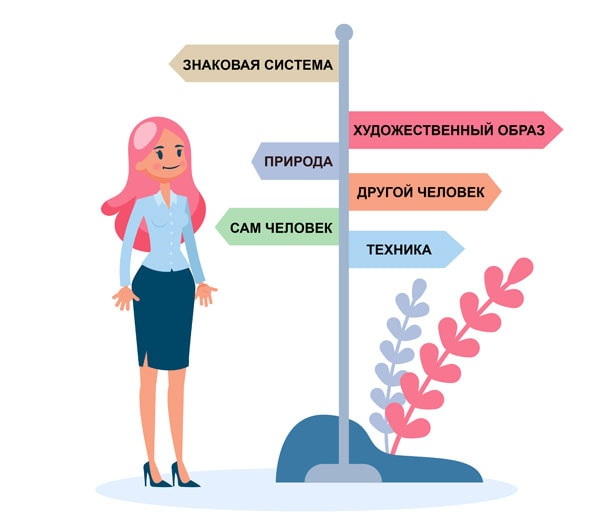 ЗНАКОВАЯ СИСТЕМА
ХУДОЖЕСТВЕННЫЙ ОБРАЗ
ПРИРОДА
ДРУГОЙ ЧЕЛОВЕК
САМ ЧЕЛОВЕК
ТЕХНИКА